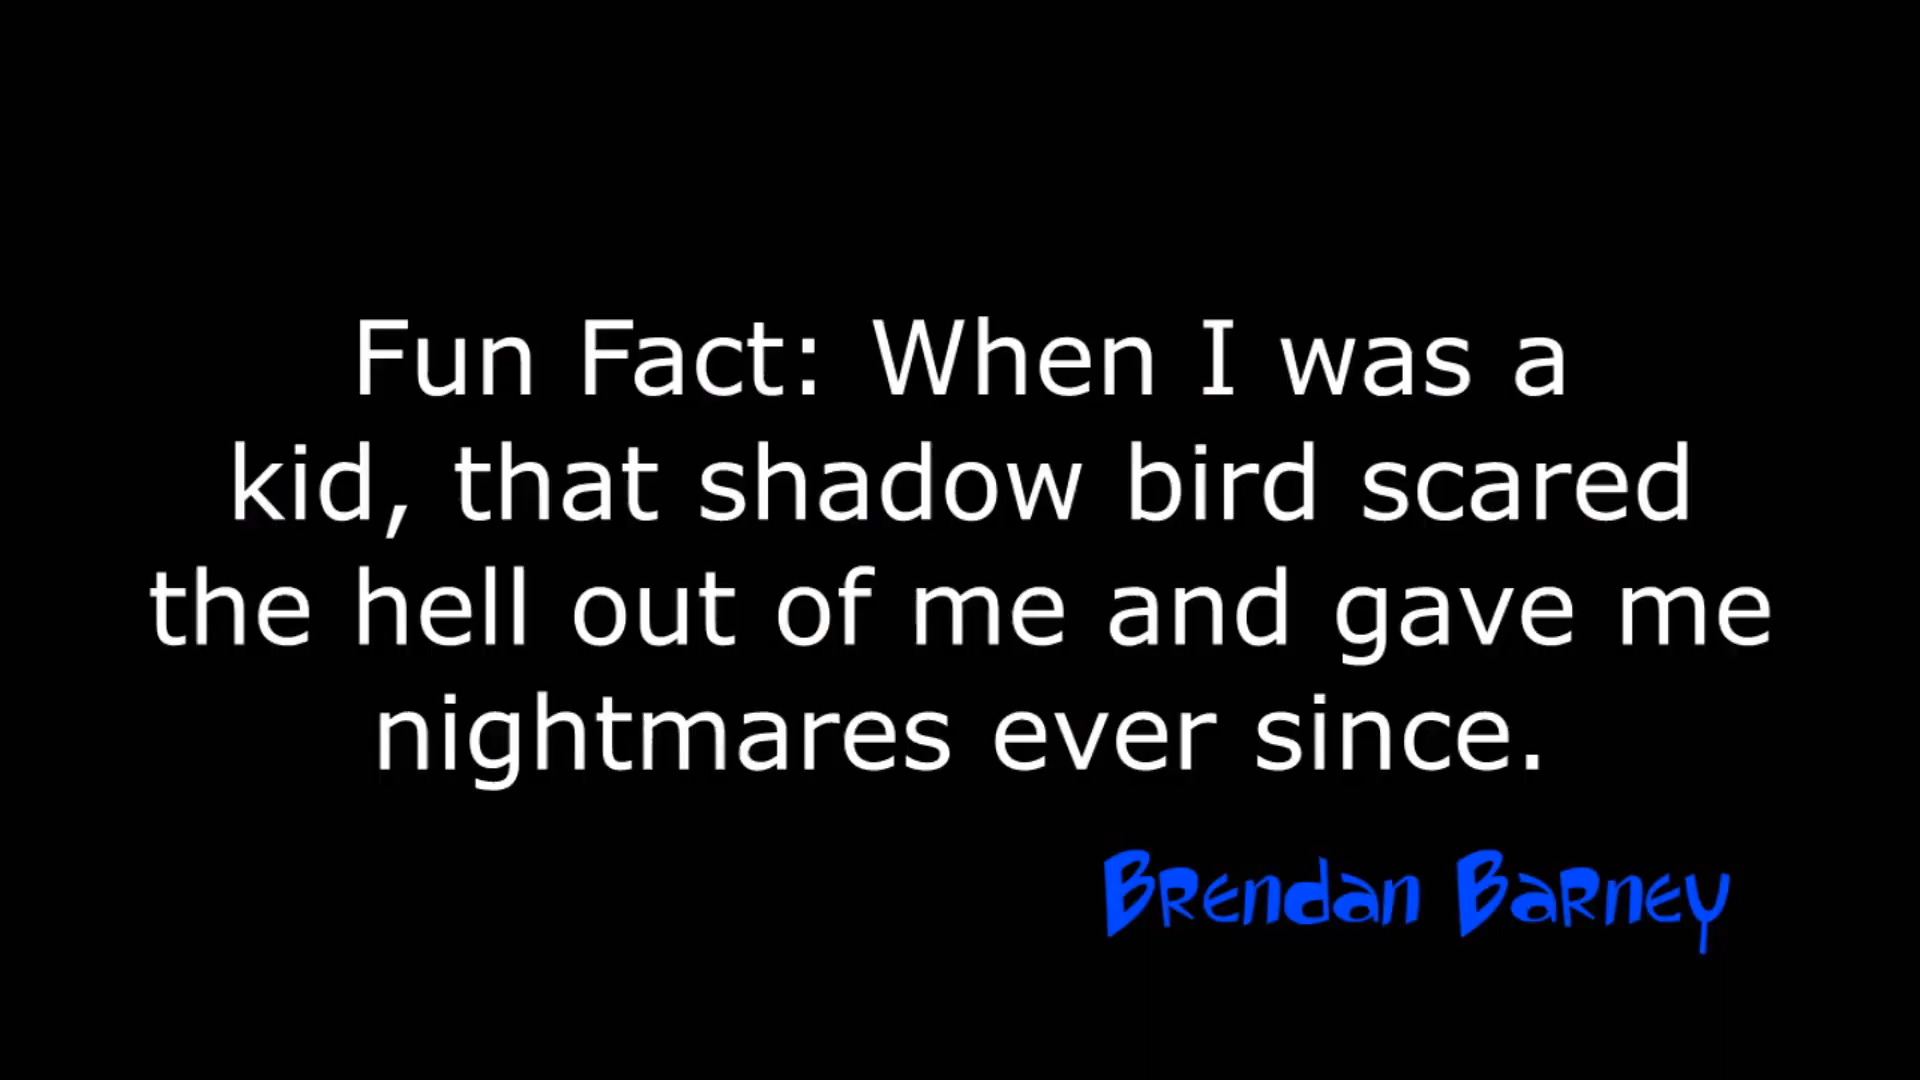 Fun Fact: When I was a
kid, that shadow bird scared
the hell out of me and gave me
nightmares ever since.
Brendan Barney